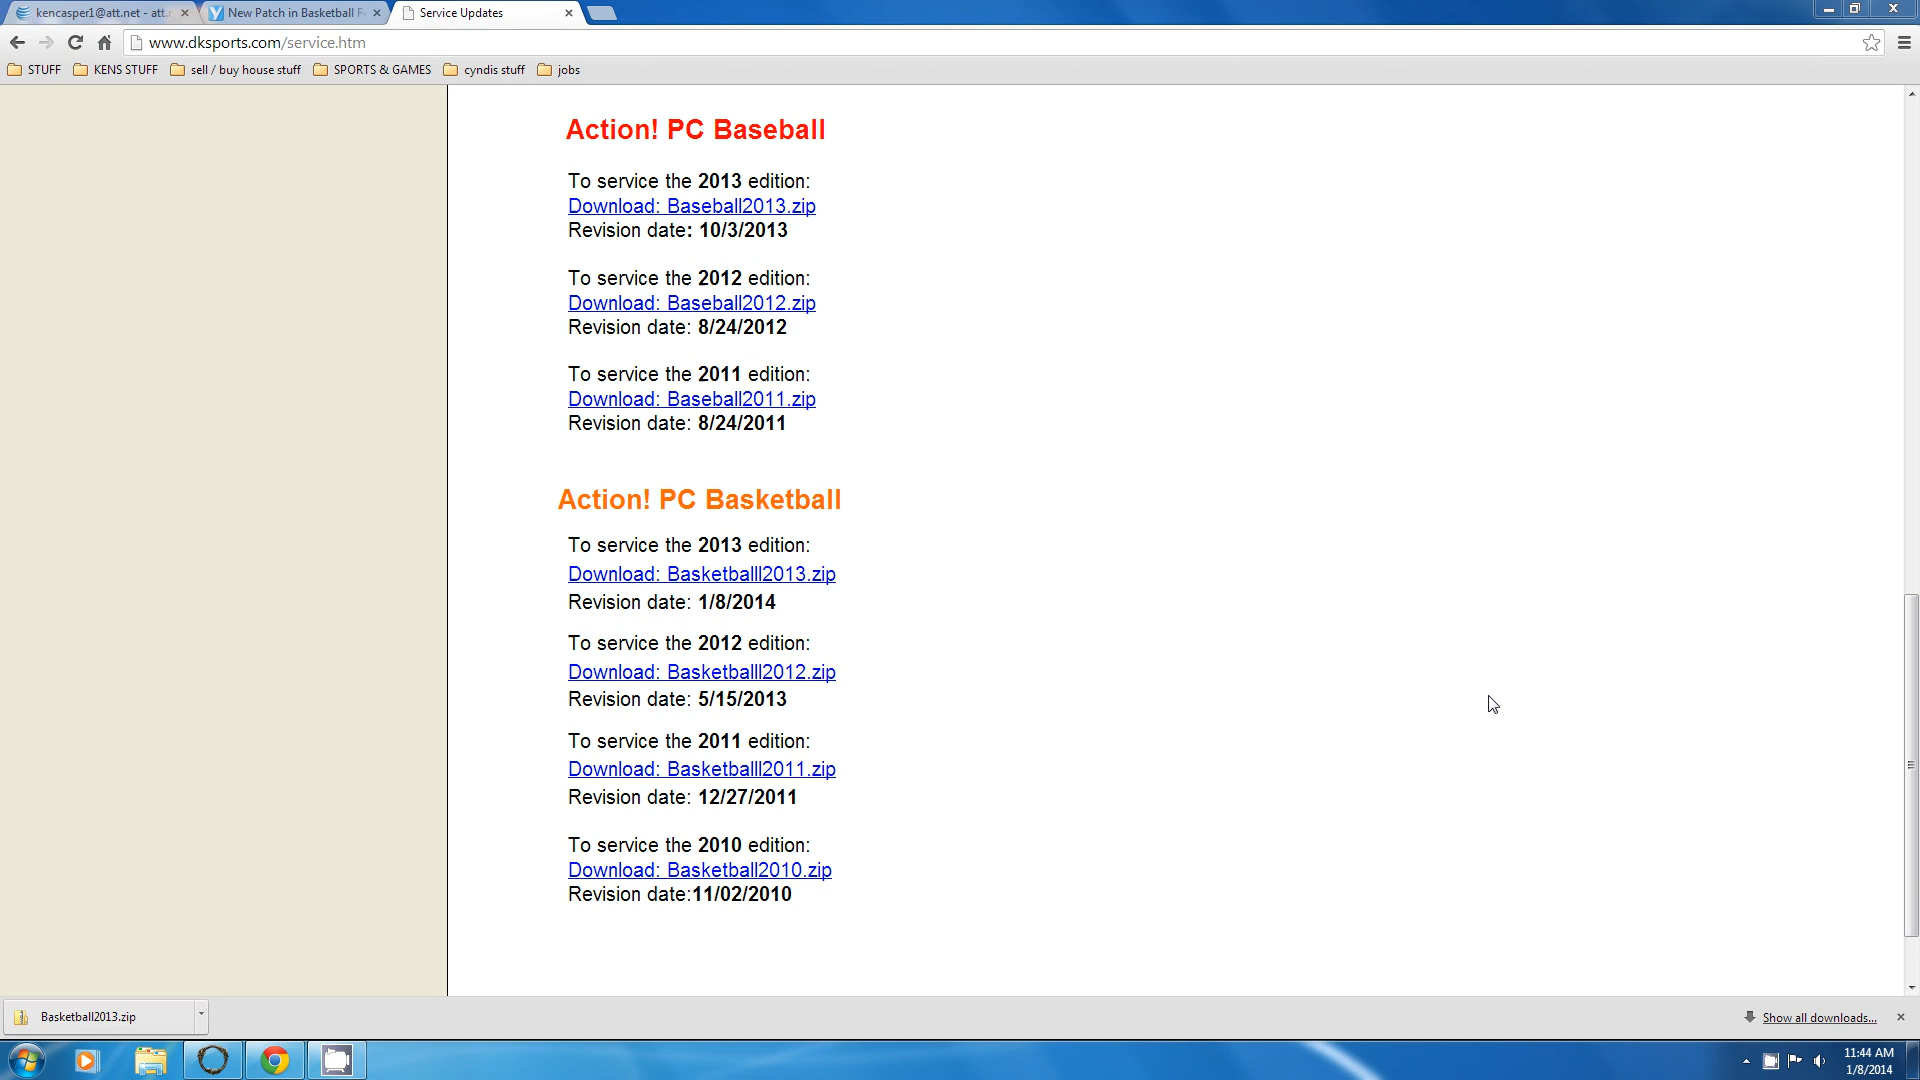 kencasper1@att.net - att.
New Patch in Basketball F
Service Updates
www.dksports.com/service.htm
STUFF
KENS STUFF
sell / buy house stuff
SPORTS & GAMES
cyndis stuff
jobs
Action! PC Baseball
To service the 2013 edition:
Download: Baseball2013.zip
Revision date: 10/3/2013
To service the 2012 edition:
Download: Baseball2012.zip
Revision date: 8/24/2012
To service the 2011 edition:
Download: Baseball2011.zip
Revision date: 8/24/2011
Action! PC Basketball
To service the 2013 edition:
Download: Basketballl2013.zip
Revision date: 1/8/2014
To service the 2012 edition:
Download: Basketballl2012.zip
Revision date: 5/15/2013
To service the 2011 edition:
Download: Basketballl2011.zip
Revision date: 12/27/2011
To service the 2010 edition:
Download: Basketball2010.zip
Revision date:11/02/2010
Basketball2013.zip
Show all downloads...
11:44 AM
1/8/2014